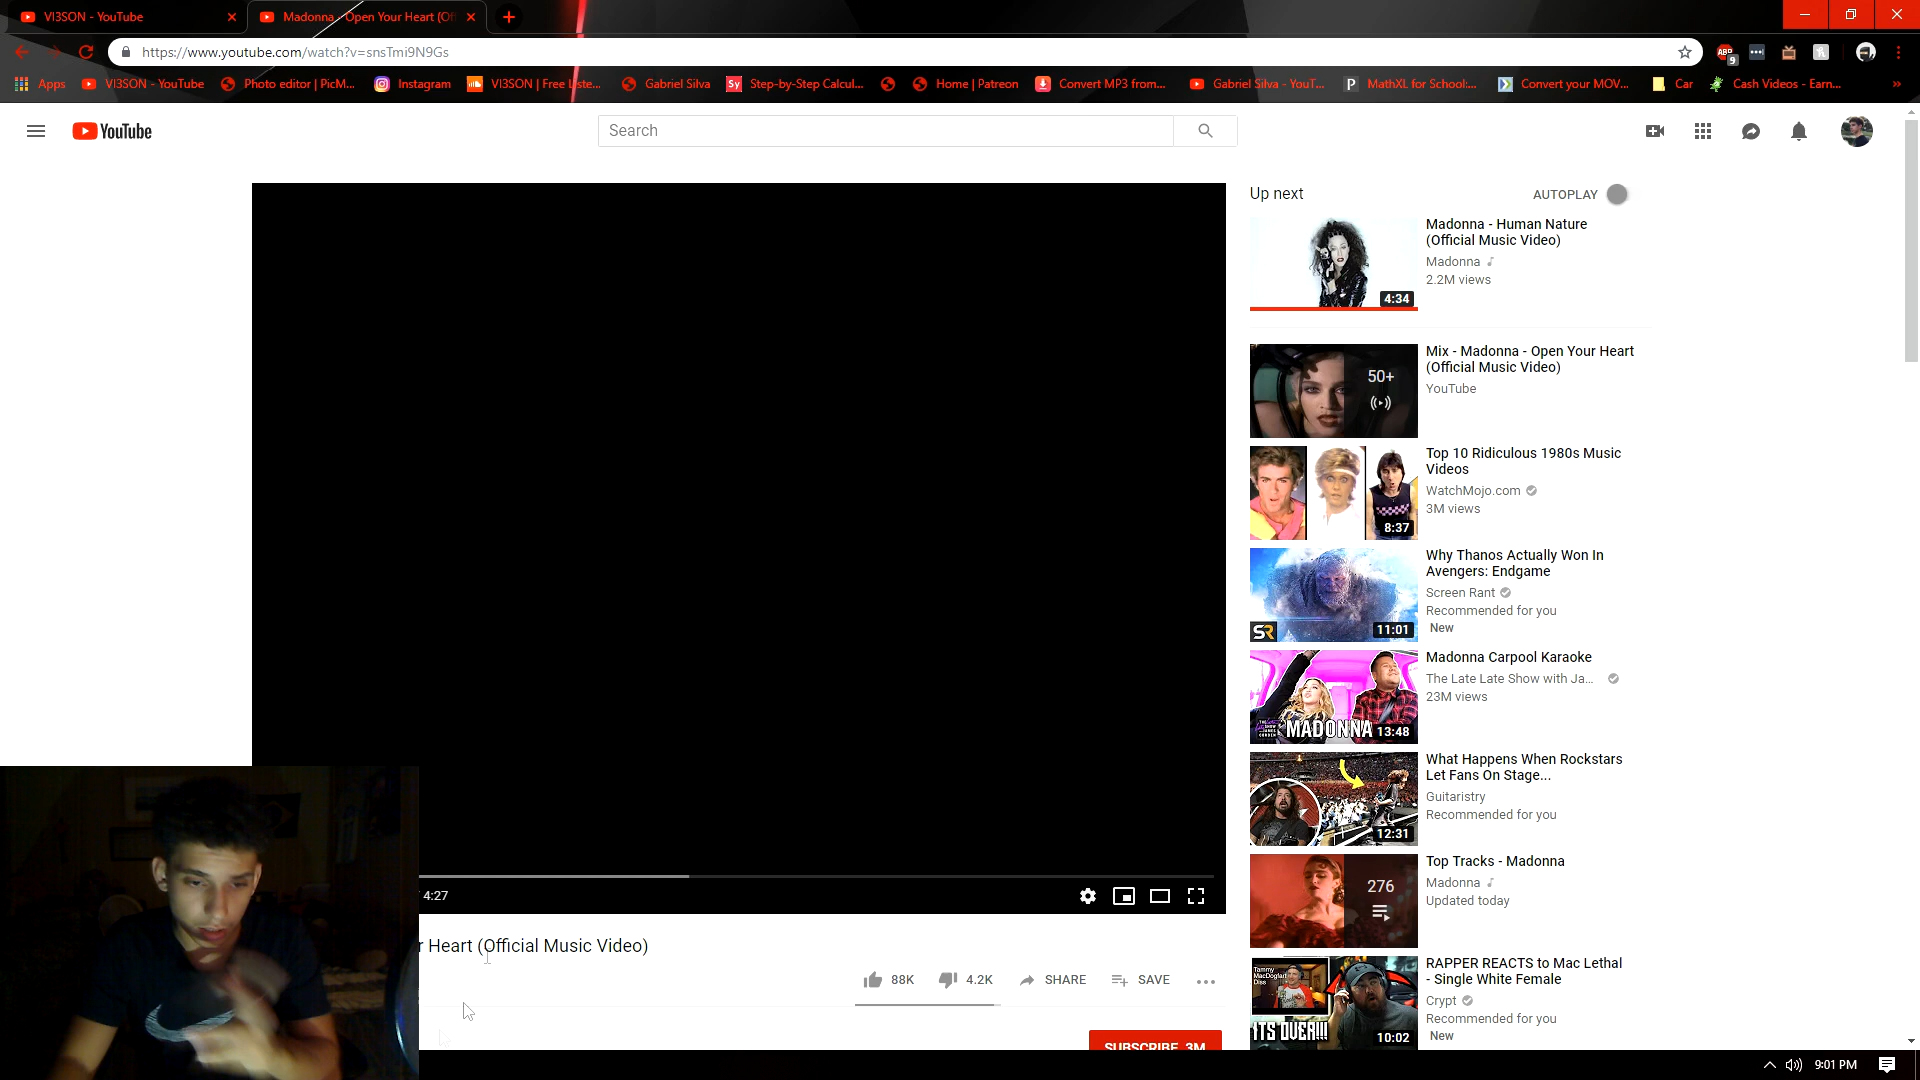 VI3SON - YouTube
Madonna - Open Your Heart (Of
https://www.youtube.com/watch?v=snsTmi9N9Gs
ABP
9
Apps
VI3SON - YouTube
Photo editor | PicM...
Instagram
VI3SON | Free Liste...
Gabriel Silva
Sy
Step-by-Step Calcul...
Home | Patreon
Convert MP3 from...
Gabriel Silva - YouT...
P
MathXL for School:...
Convert your MOV...
Car
Cash Videos - Earn...
YouTube
Search
Up next
AUTOPLAY
Madonna - Human Nature
(Official Music Video)
Madonna
2.2M views
4:34
Mix - Madonna - Open Your Heart
(Official Music Video)
YouTube
50+
Top 10 Ridiculous 1980s Music
Videos
WatchMojo.com
3M views
8:37
Why Thanos Actually Won In
Avengers: Endgame
Screen Rant
Recommended for you
New
SR
11:01
Madonna Carpool Karaoke
The Late Late Show with Ja...
23M views
MADONNA
13:48
What Happens When Rockstars
Let Fans On Stage...
Guitaristry
Recommended for you
12:31
Top Tracks - Madonna
Madonna
Updated today
276
RAPPER REACTS to Mac Lethal
- Single White Female
Crypt
Recommended for you
New
Tammy
MacDogfart
Diss
ITS OVER!!!
10:02
/ 4:27
r Heart (Official Music Video)
88K
4.2K
SHARE
SAVE
SUBSCRIBE 3M
9:01 PM